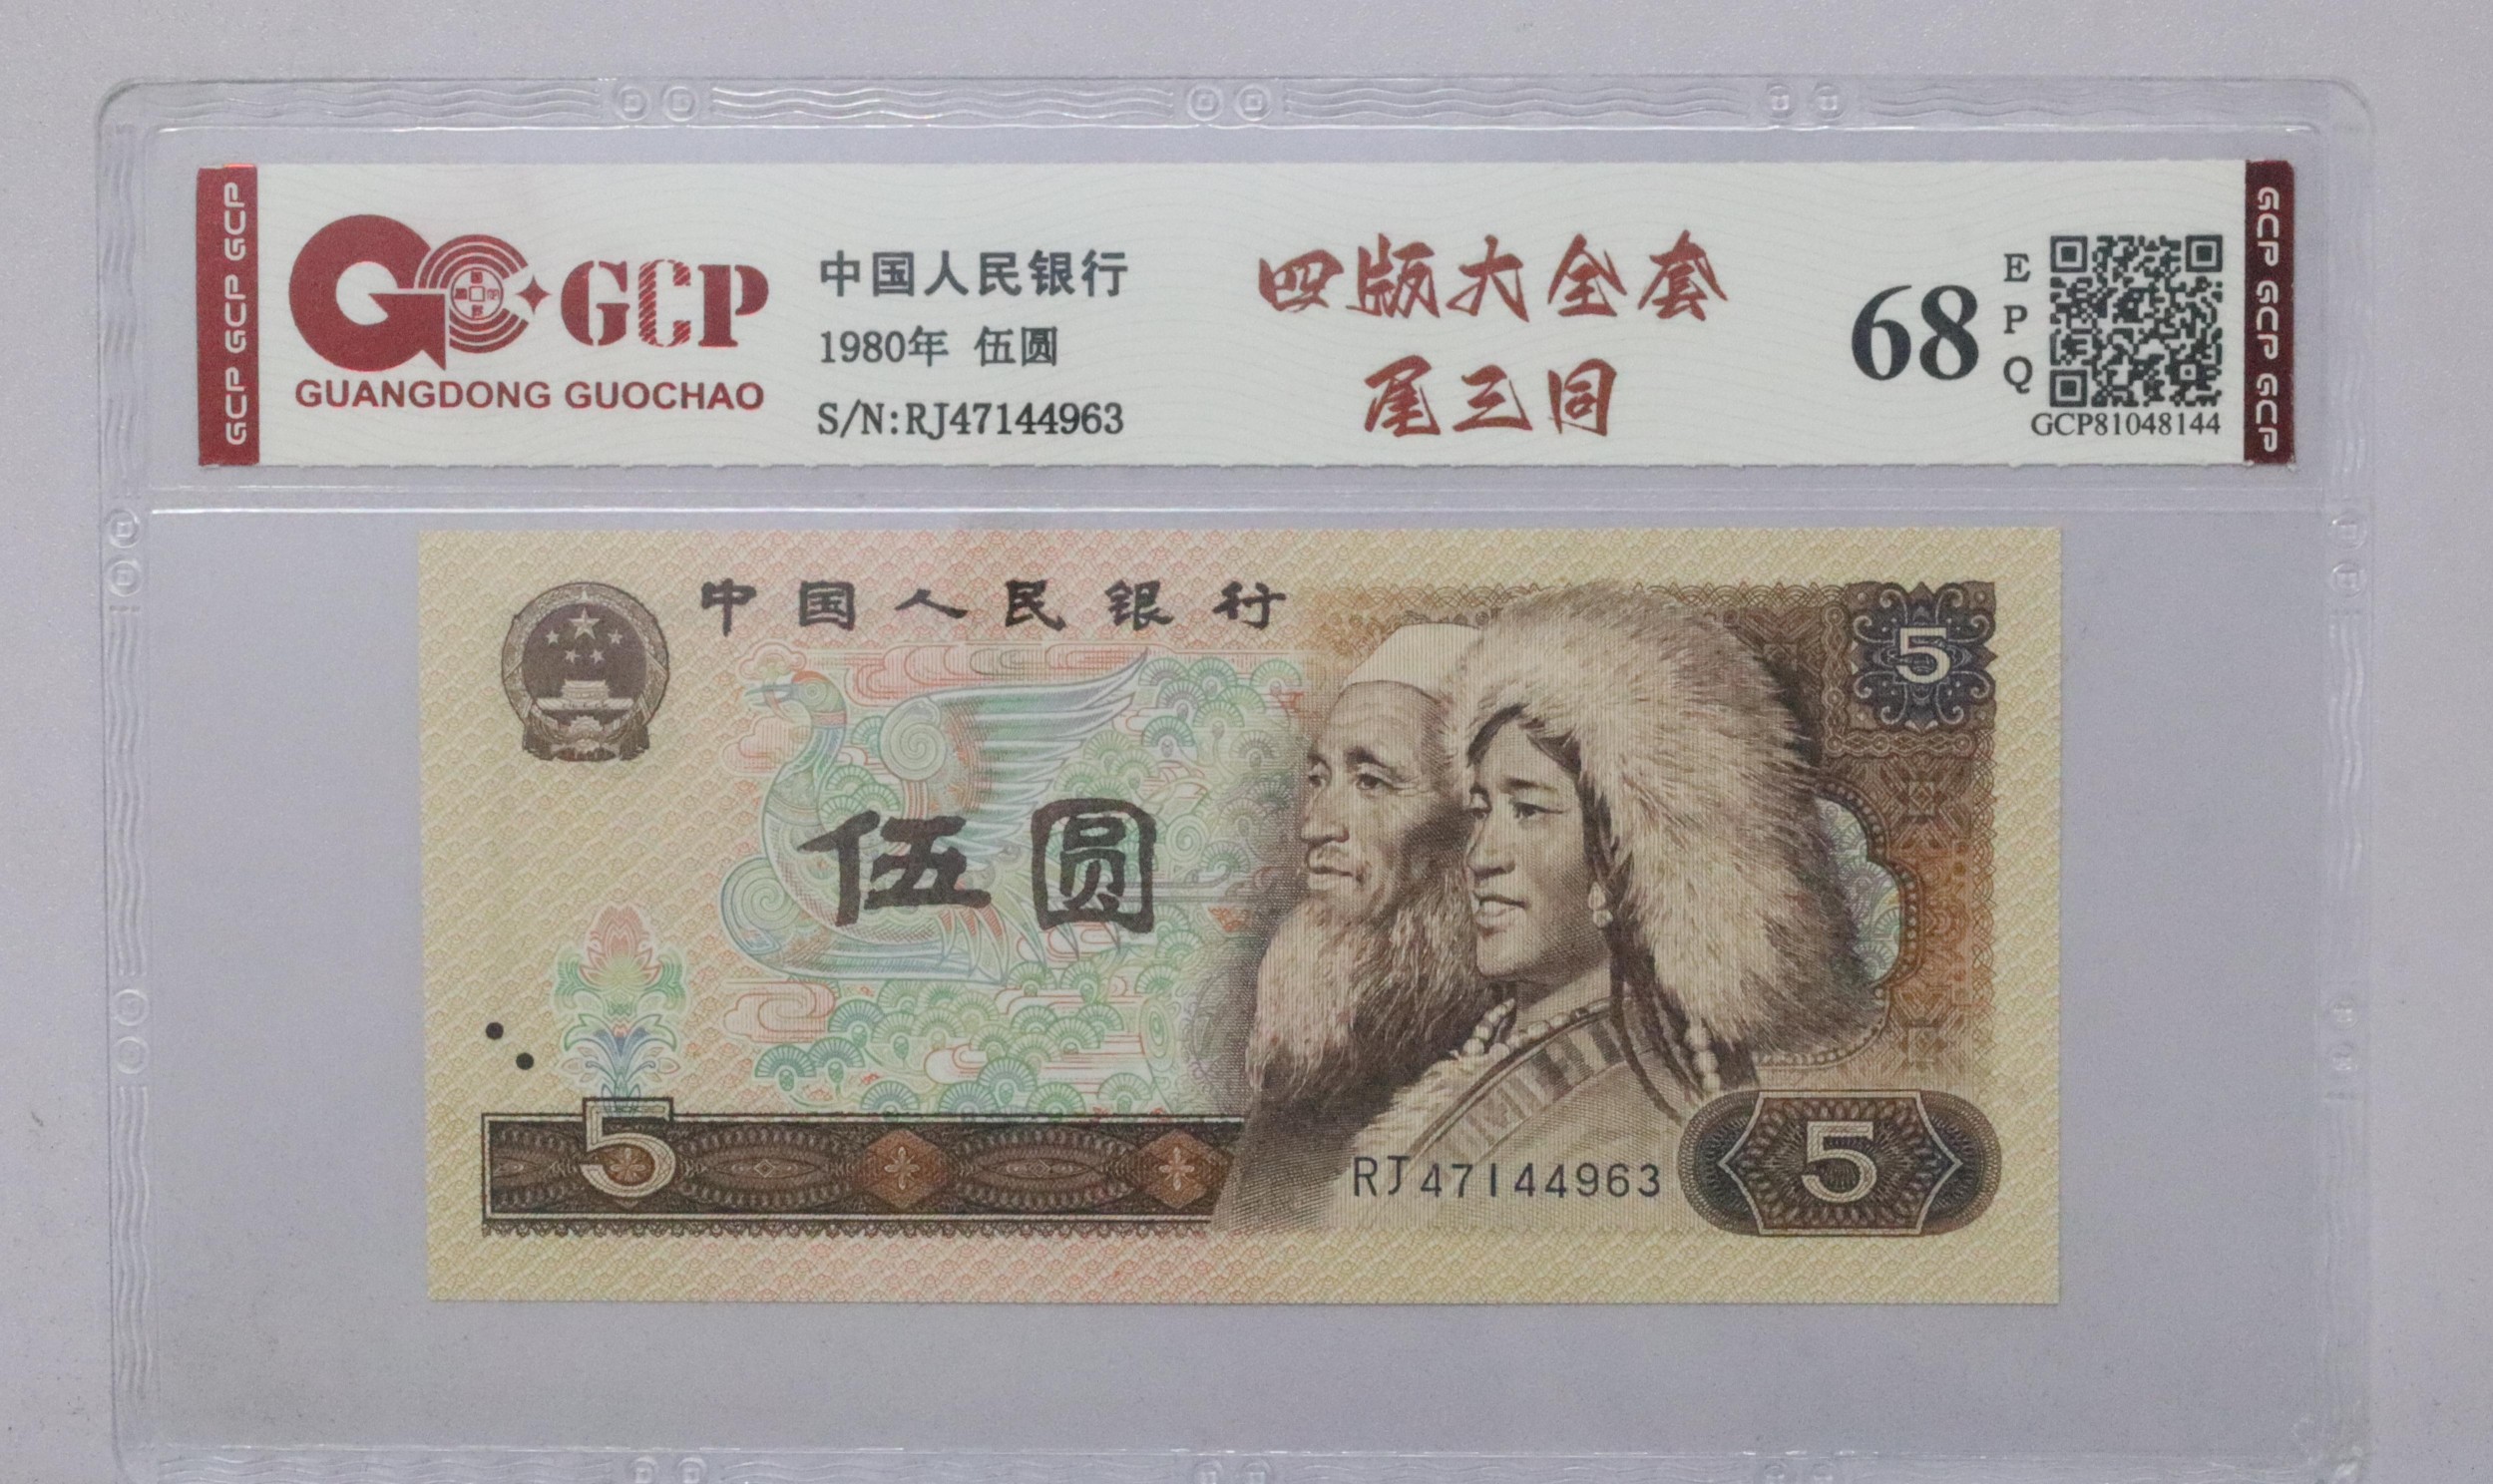 GCP GCP GCP
GCP
GUANGDONG GUOCHAO
中国人民银行
1980年 伍圆
S/N:RJ47144963
四版大全套
尾三同
68
E
P
Q
GCP81048144
GCP GCP GCP
中国人民银行
5
伍圆
5
RJ47144963
5